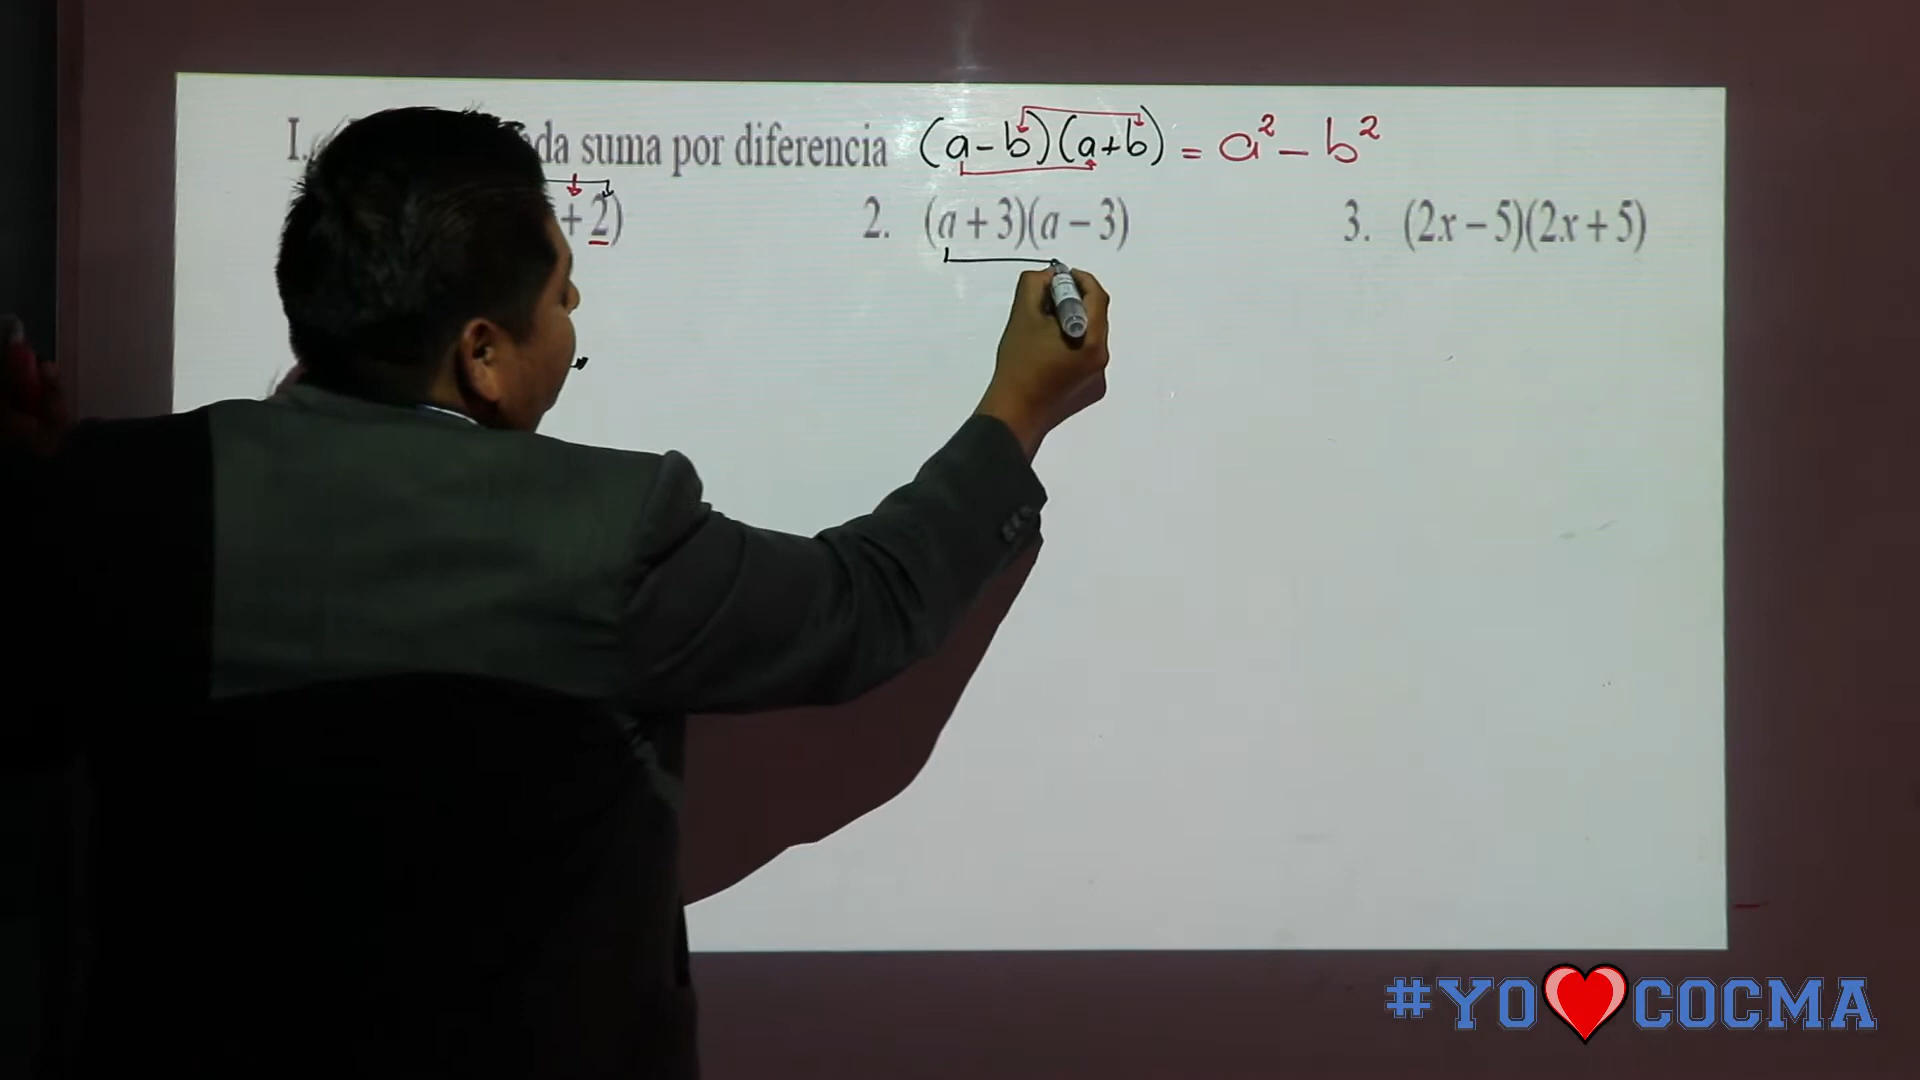 I. da suma por diferencia (a-b)(a+b) = a² - b²
+ 2) 2. (a + 3)(a − 3) 3. (2x − 5)(2x + 5)
#YO COCMA